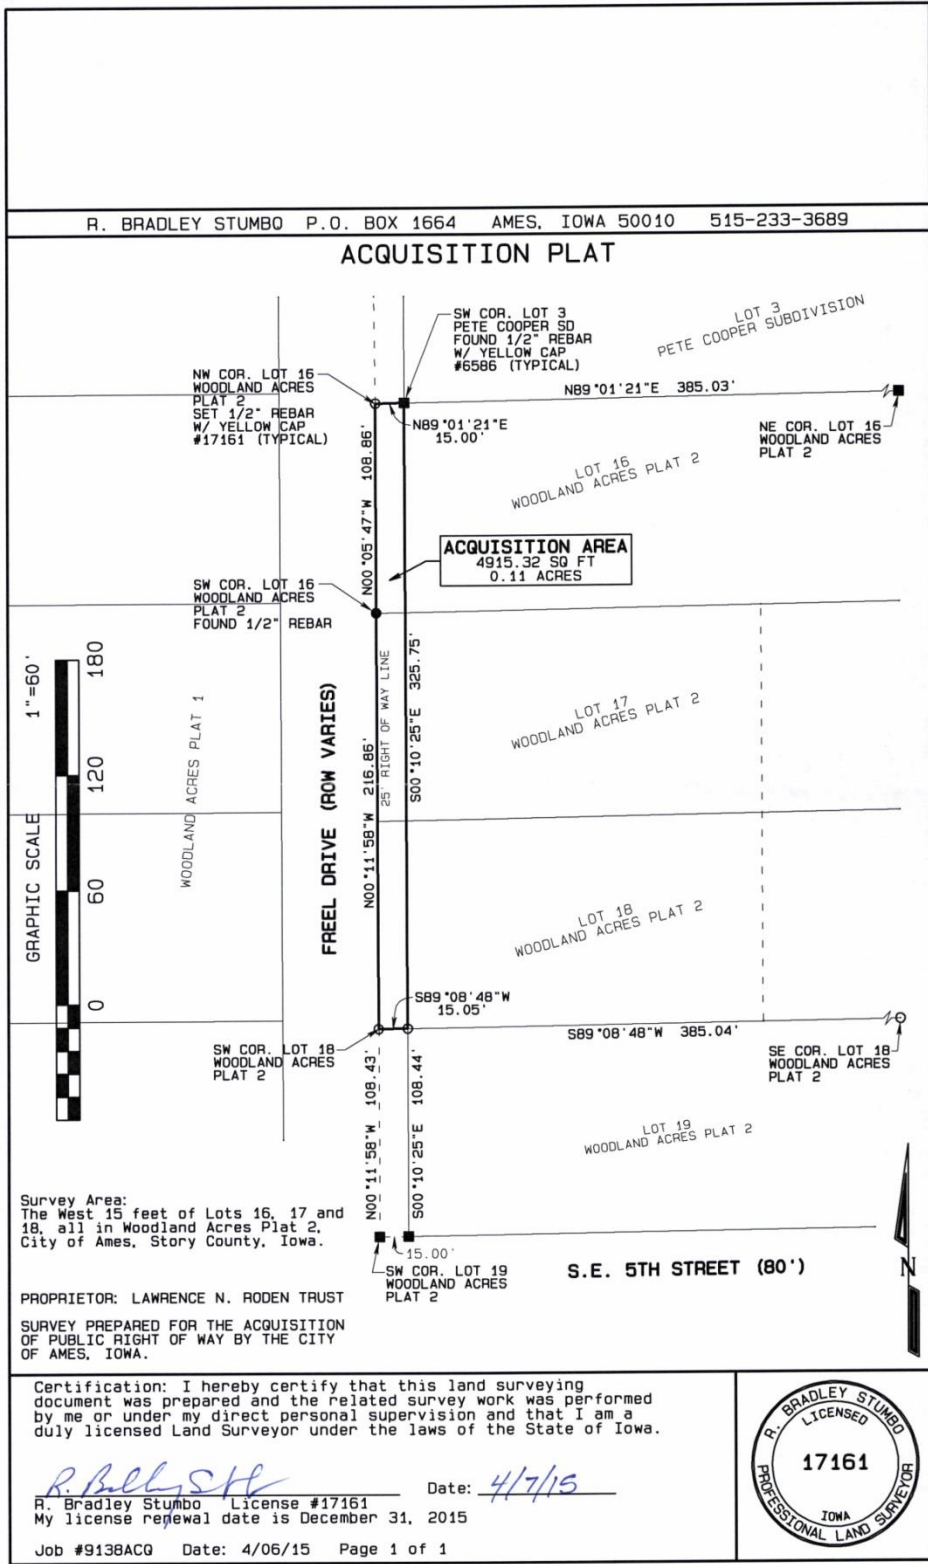 R. BRADLEY STUMBO P.O. BOX 1664 AMES, IOWA 50010 515-233-3689
ACQUISITION PLAT
SW COR. LOT 3
PETE COOPER SD
FOUND 1/2" REBAR
W/ YELLOW CAP
#6586 (TYPICAL)
LOT 3
PETE COOPER SUBDIVISION
NW COR. LOT 16
WOODLAND ACRES
PLAT 2
SET 1/2" REBAR
W/ YELLOW CAP
#17161 (TYPICAL)
N89°01'21"E 385.03'
N89°01'21"E
15.00'
NE COR. LOT 16
WOODLAND ACRES
PLAT 2
LOT 16
WOODLAND ACRES PLAT 2
N00°05'47"W 108.86'
ACQUISITION AREA
4915.32 SQ FT
0.11 ACRES
SW COR. LOT 16
WOODLAND ACRES
PLAT 2
FOUND 1/2" REBAR
1"=60'
GRAPHIC SCALE
180
120
60
0
WOODLAND ACRES PLAT 1
FREEL DRIVE (ROW VARIES)
N00°11'58"W 216.86'
25' RIGHT OF WAY LINE
S00°10'25"E 325.75'
LOT 17
WOODLAND ACRES PLAT 2
LOT 18
WOODLAND ACRES PLAT 2
S89°08'48"W
15.05'
S89°08'48"W 385.04'
SW COR. LOT 18
WOODLAND ACRES
PLAT 2
SE COR. LOT 18
WOODLAND ACRES
PLAT 2
N00°11'58"W 108.43'
S00°10'25"E 108.44'
LOT 19
WOODLAND ACRES PLAT 2
15.00'
SW COR. LOT 19
WOODLAND ACRES
PLAT 2
S.E. 5TH STREET (80')
N
Survey Area:
The West 15 feet of Lots 16, 17 and
18, all in Woodland Acres Plat 2,
City of Ames, Story County, Iowa.
PROPRIETOR: LAWRENCE N. RODEN TRUST
SURVEY PREPARED FOR THE ACQUISITION
OF PUBLIC RIGHT OF WAY BY THE CITY
OF AMES, IOWA.
Certification: I hereby certify that this land surveying
document was prepared and the related survey work was performed
by me or under my direct personal supervision and that I am a
duly licensed Land Surveyor under the laws of the State of Iowa.
Date: 4/7/15
R. Bradley Stumbo License #17161
My license renewal date is December 31, 2015
Job #9138ACQ Date: 4/06/15 Page 1 of 1
R. BRADLEY STUMBO
LICENSED
17161
IOWA
PROFESSIONAL LAND SURVEYOR